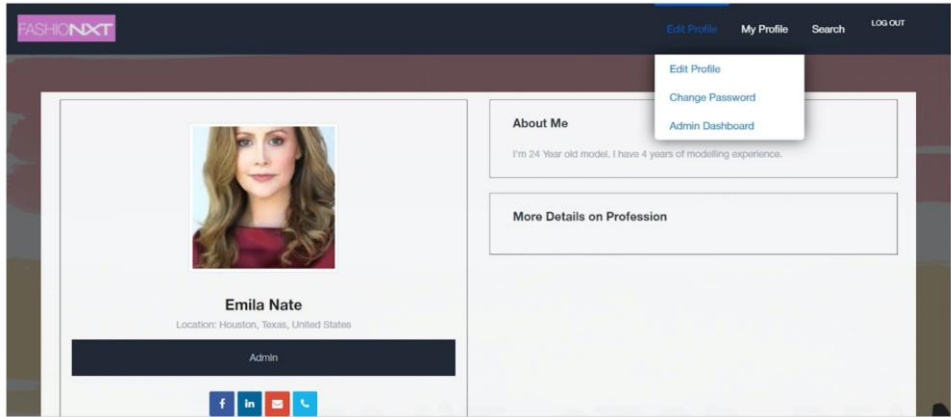 FASHIONXT
Edit Profile My Profile Search LOG OUT
Edit Profile
Change Password
Admin Dashboard
About Me
I'm 24 Year old model, I have 4 years of modelling experience.
More Details on Profession
Emila Nate
Location: Houston, Texas, United States
Admin
f in